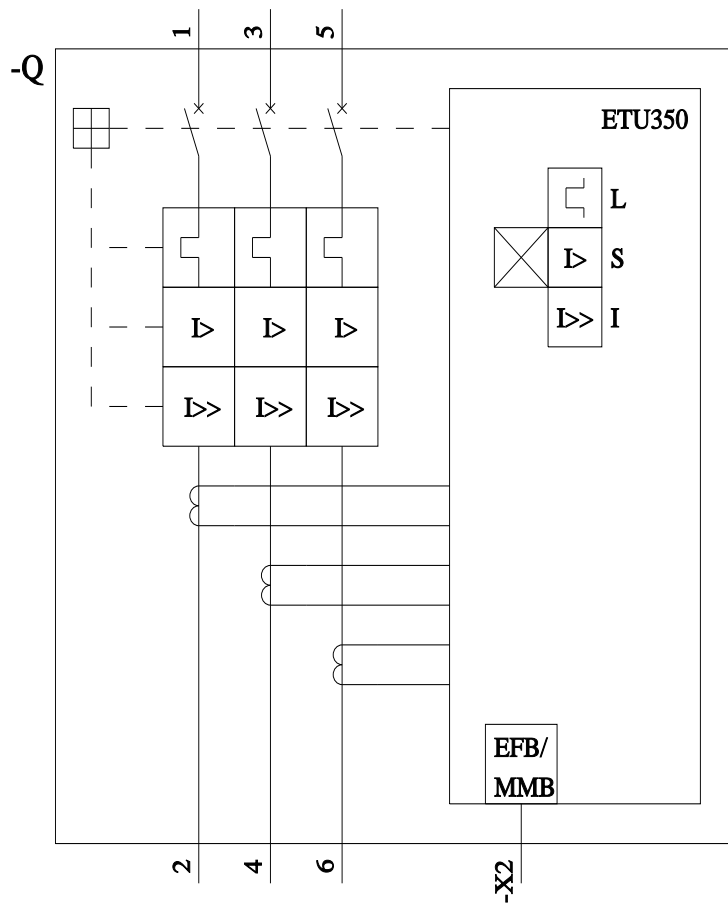 1 3 5
-Q
ETU350
L
I> S
I>> I
I> I> I>
I>> I>> I>>
EFB/
MMB
2 4 6 -X2